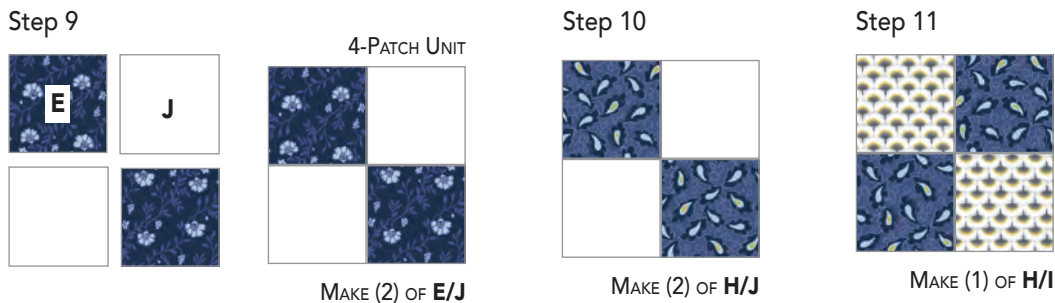 Step 9
E
J
4-Patch Unit
Make (2) of E/J
Step 10
Make (2) of H/J
Step 11
Make (1) of H/I